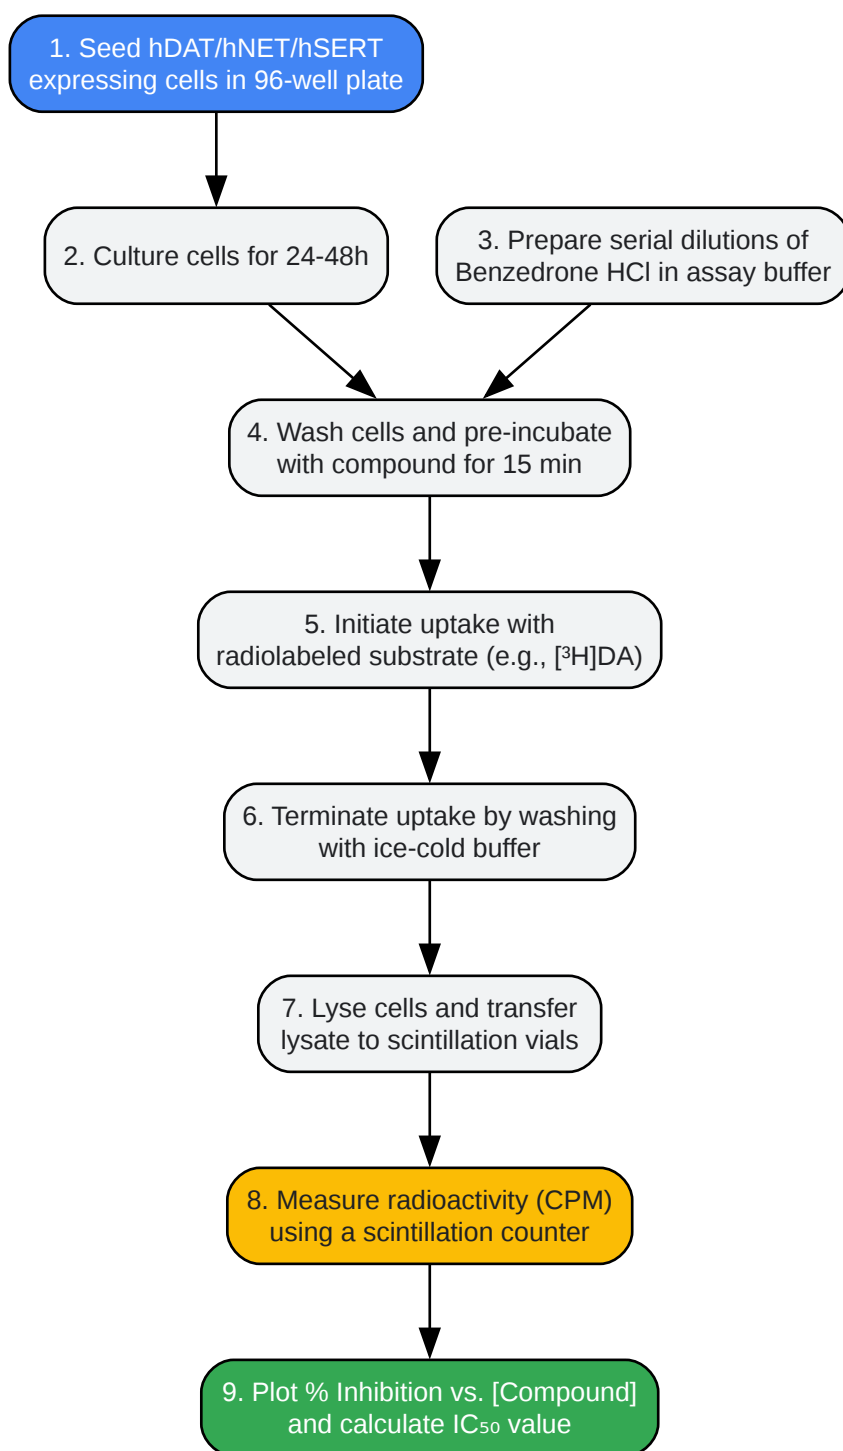 1. Seed hDAT/hNET/hSERT
expressing cells in 96-well plate
2. Culture cells for 24-48h
3. Prepare serial dilutions of
Benzedrone HCl in assay buffer
4. Wash cells and pre-incubate
with compound for 15 min
5. Initiate uptake with
radiolabeled substrate (e.g., [³H]DA)
6. Terminate uptake by washing
with ice-cold buffer
7. Lyse cells and transfer
lysate to scintillation vials
8. Measure radioactivity (CPM)
using a scintillation counter
9. Plot % Inhibition vs. [Compound]
and calculate IC₅₀ value